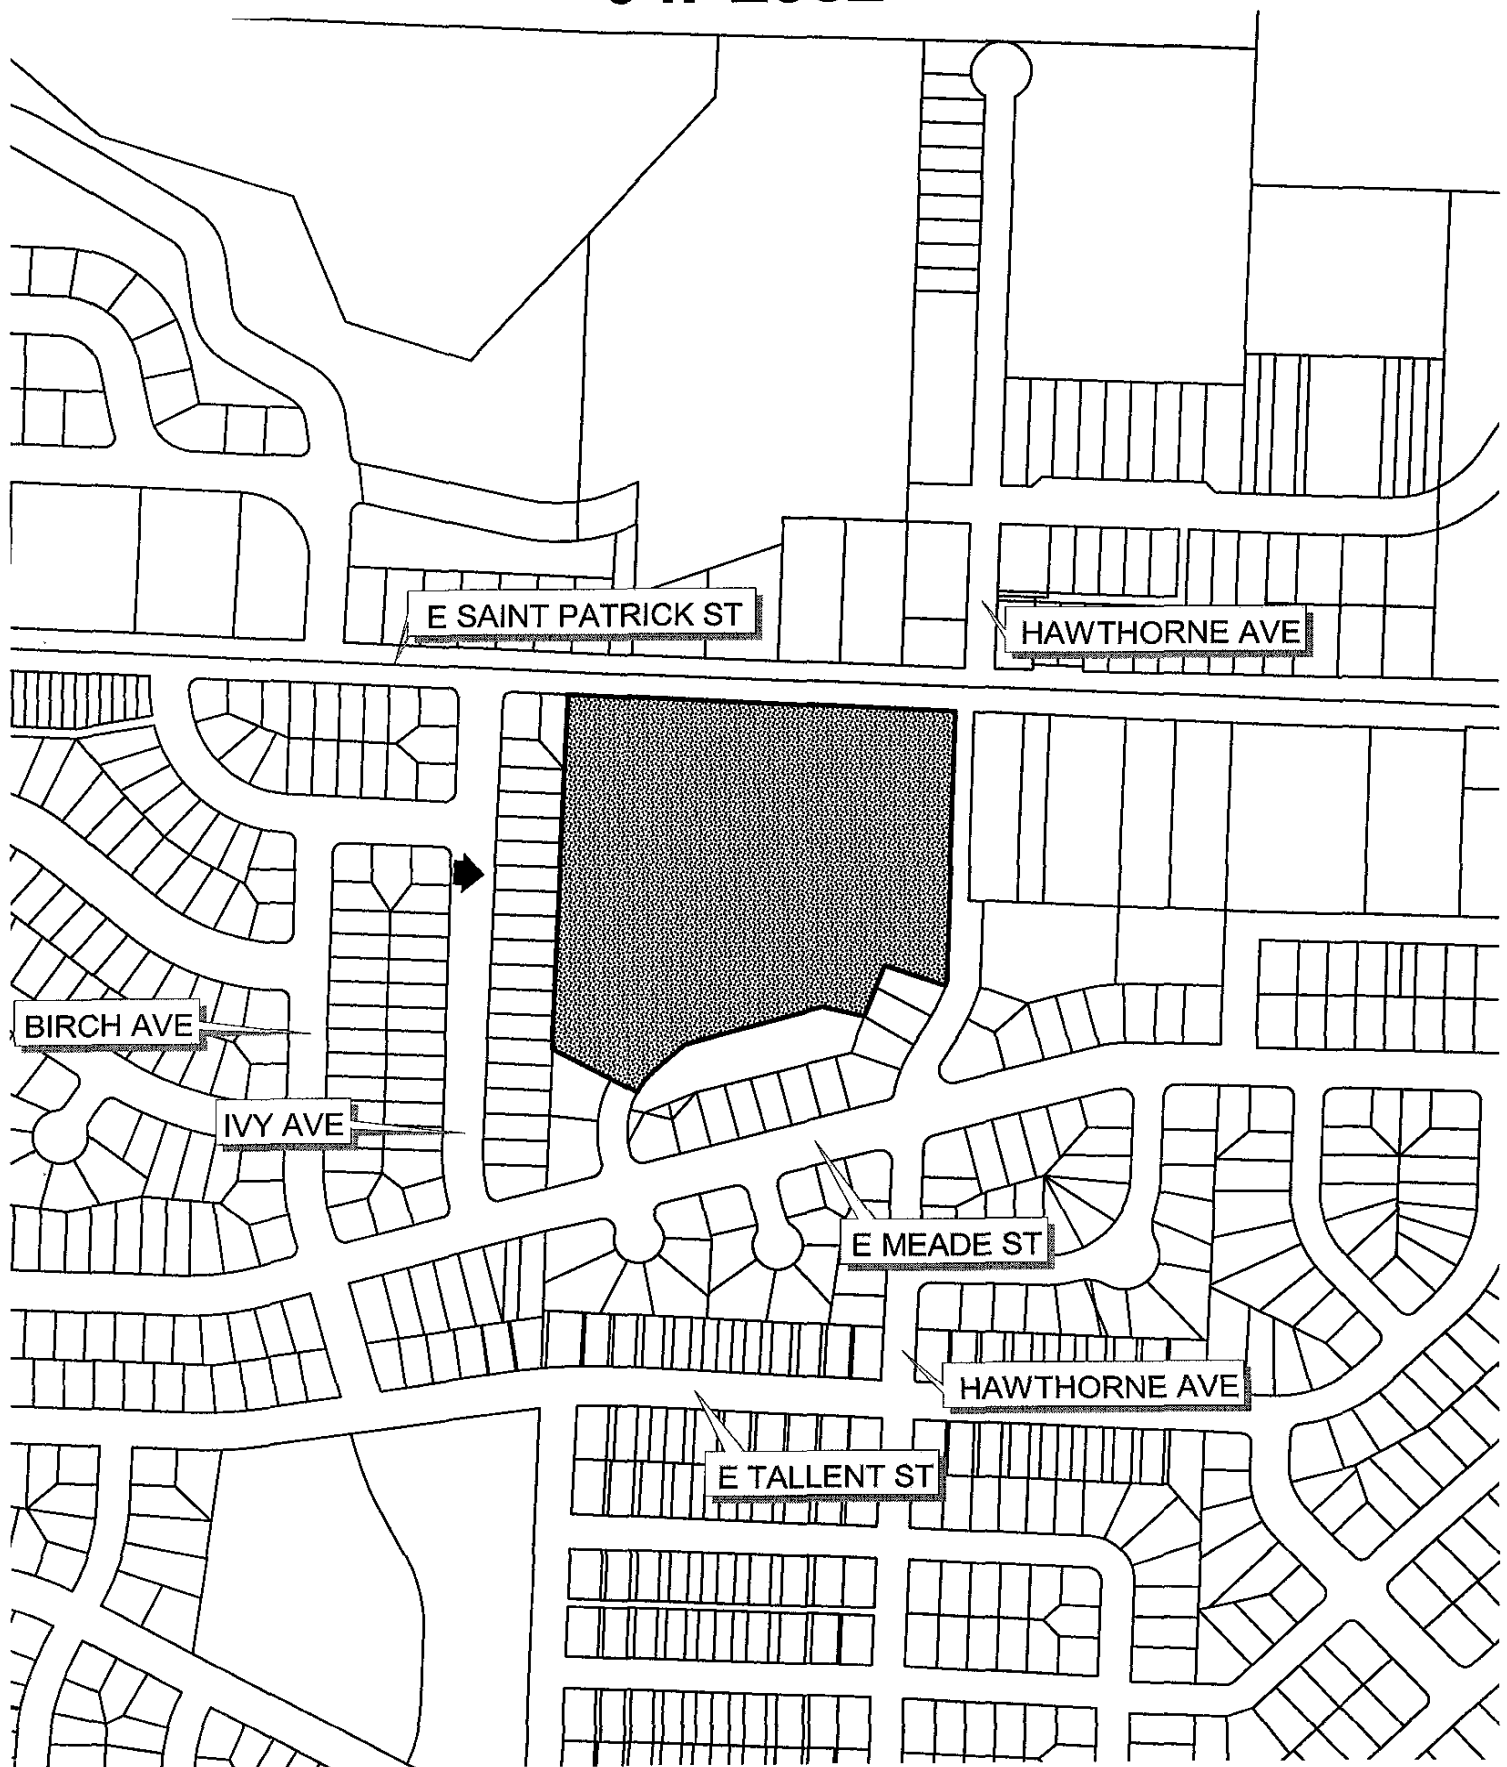 E SAINT PATRICK ST
HAWTHORNE AVE
BIRCH AVE
IVY AVE
E MEADE ST
HAWTHORNE AVE
E TALLENT ST